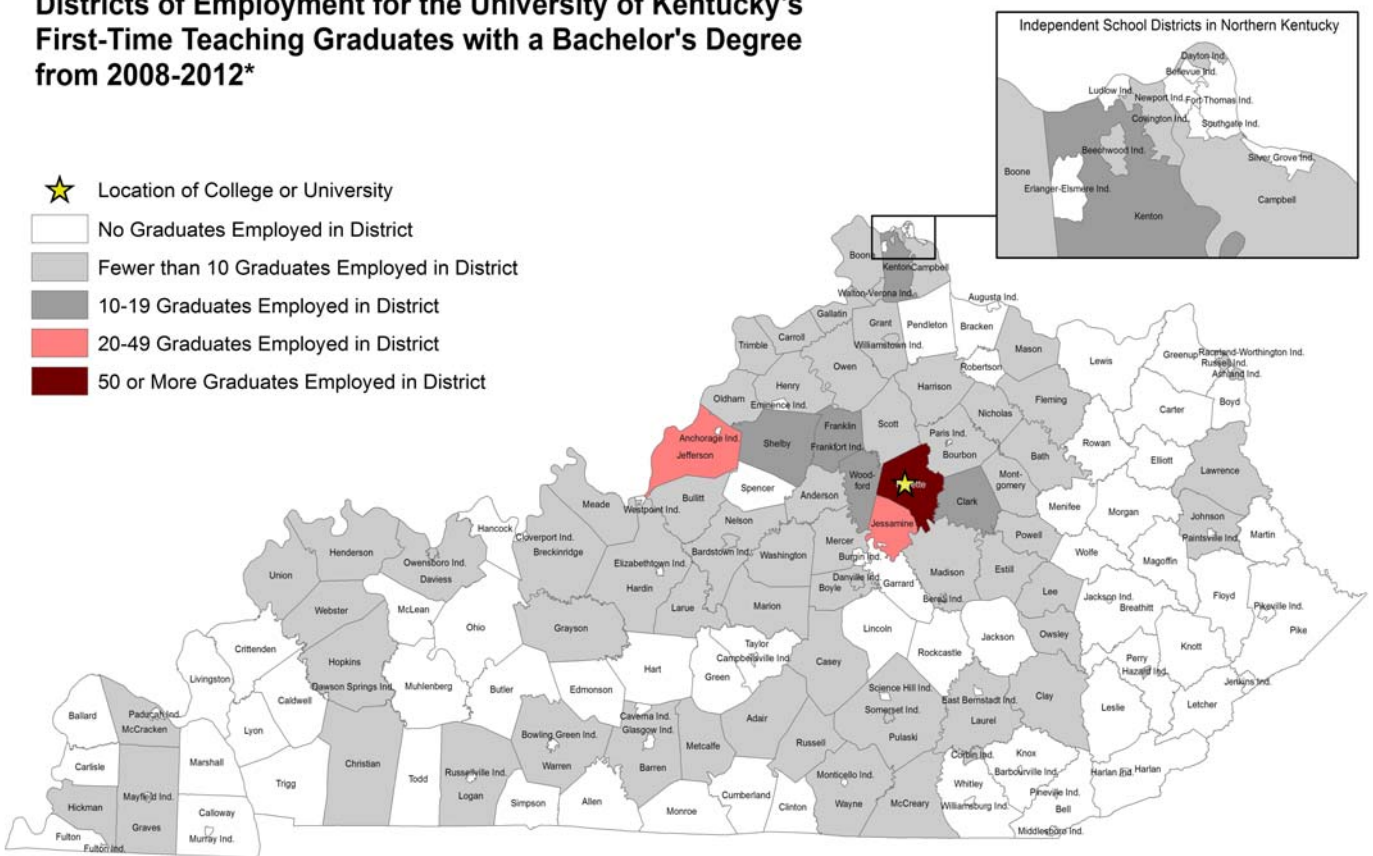 Districts of Employment for the University of Kentucky's
First-Time Teaching Graduates with a Bachelor's Degree
from 2008-2012*
Independent School Districts in Northern Kentucky
Dayton Ind.
Bellevue Ind.
Ludlow Ind.
Newport Ind.
Fort Thomas Ind.
Covington Ind.
Southgate Ind.
Beechwood Ind.
Silver Grove Ind.
Boone
Erlanger-Elsmere Ind.
Campbell
Kenton
Location of College or University
No Graduates Employed in District
Fewer than 10 Graduates Employed in District
10-19 Graduates Employed in District
20-49 Graduates Employed in District
50 or More Graduates Employed in District
Boone
Kenton
Campbell
Walton-Verona Ind.
Augusta Ind.
Gallatin
Grant
Pendleton
Bracken
Carroll
Trimble
Williamstown Ind.
Mason
Lewis
Greenup
Raceland-Worthington Ind.
Russell Ind.
Ashland Ind.
Owen
Robertson
Henry
Harrison
Oldham
Eminence Ind.
Nicholas
Fleming
Carter
Boyd
Franklin
Scott
Paris Ind.
Anchorage Ind.
Shelby
Frankfort Ind.
Rowan
Jefferson
Bourbon
Bath
Elliott
Lawrence
Wood-
ford
Mont-
gomery
Spencer
Anderson
Clark
Bullitt
Meade
Westpoint Ind.
Menifee
Morgan
Johnson
Nelson
Jessamine
Hancock
Cloverport Ind.
Breckinridge
Powell
Martin
Paintsville Ind.
Mercer
Burgin Ind.
Henderson
Owensboro Ind.
Daviess
Elizabethtown Ind.
Bardstown Ind.
Washington
Wolfe
Magoffin
Union
Hardin
Danville Ind.
Boyle
Garrard
Madison
Estill
Lee
Jackson Ind.
Breathitt
Floyd
Pikeville Ind.
Pike
Webster
McLean
Larue
Marion
Berea Ind.
Ohio
Grayson
Lincoln
Jackson
Owsley
Rockcastle
Knott
Crittenden
Taylor
Campbellsville Ind.
Hopkins
Hart
Green
Casey
Perry
Hazard Ind.
Livingston
Dawson Springs Ind.
Muhlenberg
Butler
Edmonson
Science Hill Ind.
East Bernstadt Ind.
Clay
Jenkins Ind.
Caldwell
Somerset Ind.
Laurel
Leslie
Letcher
Ballard
Paducah Ind.
McCracken
Lyon
Caverna Ind.
Glasgow Ind.
Adair
Bowling Green Ind.
Metcalfe
Russell
Pulaski
Corbin Ind.
Knox
Marshall
Christian
Carlisle
Warren
Barren
Russellville Ind.
Monticello Ind.
Barbourville Ind.
Harlan Ind.
Harlan
Todd
Trigg
Whitley
Mayfield Ind.
Logan
Cumberland
Pineville Ind.
Hickman
Simpson
Allen
Clinton
Wayne
McCreary
Williamsburg Ind.
Bell
Calloway
Monroe
Graves
Fulton
Murray Ind.
Middlesboro Ind.
Fulton Ind.